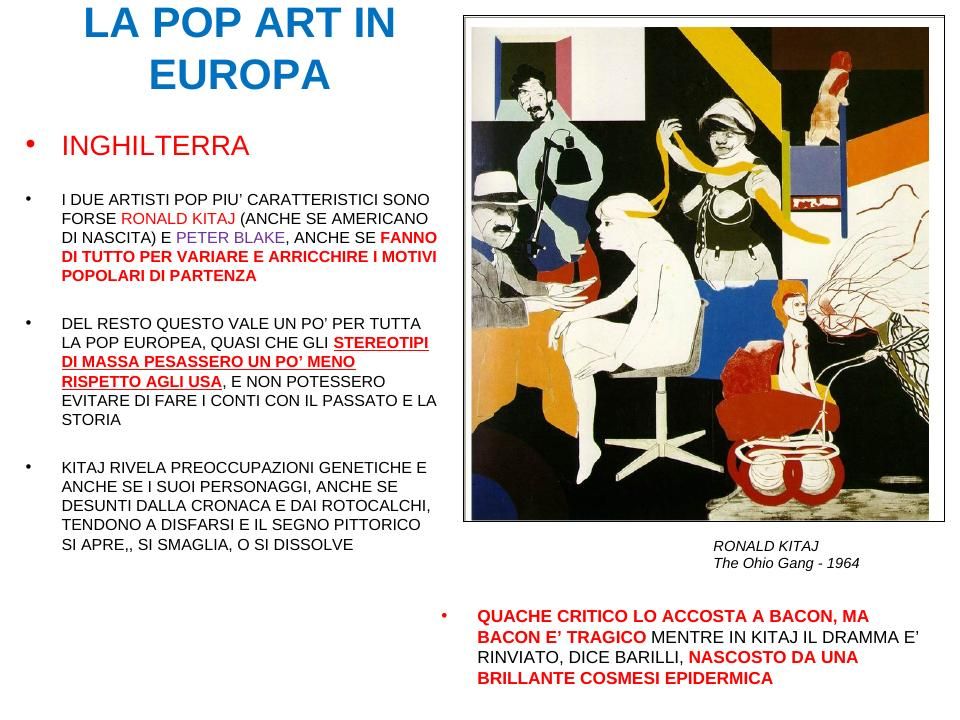 LA POP ART IN
EUROPA
• INGHILTERRA
• I DUE ARTISTI POP PIU’ CARATTERISTICI SONO
FORSE RONALD KITAJ (ANCHE SE AMERICANO
DI NASCITA) E PETER BLAKE, ANCHE SE FANNO
DI TUTTO PER VARIARE E ARRICCHIRE I MOTIVI
POPOLARI DI PARTENZA
• DEL RESTO QUESTO VALE UN PO’ PER TUTTA
LA POP EUROPEA, QUASI CHE GLI STEREOTIPI
DI MASSA PESASSERO UN PO’ MENO
RISPETTO AGLI USA, E NON POTESSERO
EVITARE DI FARE I CONTI CON IL PASSATO E LA
STORIA
• KITAJ RIVELA PREOCCUPAZIONI GENETICHE E
ANCHE SE I SUOI PERSONAGGI, ANCHE SE
DESUNTI DALLA CRONACA E DAI ROTOCALCHI,
TENDONO A DISFARSI E IL SEGNO PITTORICO
SI APRE,, SI SMAGLIA, O SI DISSOLVE
RONALD KITAJ
The Ohio Gang - 1964
• QUACHE CRITICO LO ACCOSTA A BACON, MA
BACON E’ TRAGICO MENTRE IN KITAJ IL DRAMMA E’
RINVIATO, DICE BARILLI, NASCOSTO DA UNA
BRILLANTE COSMESI EPIDERMICA